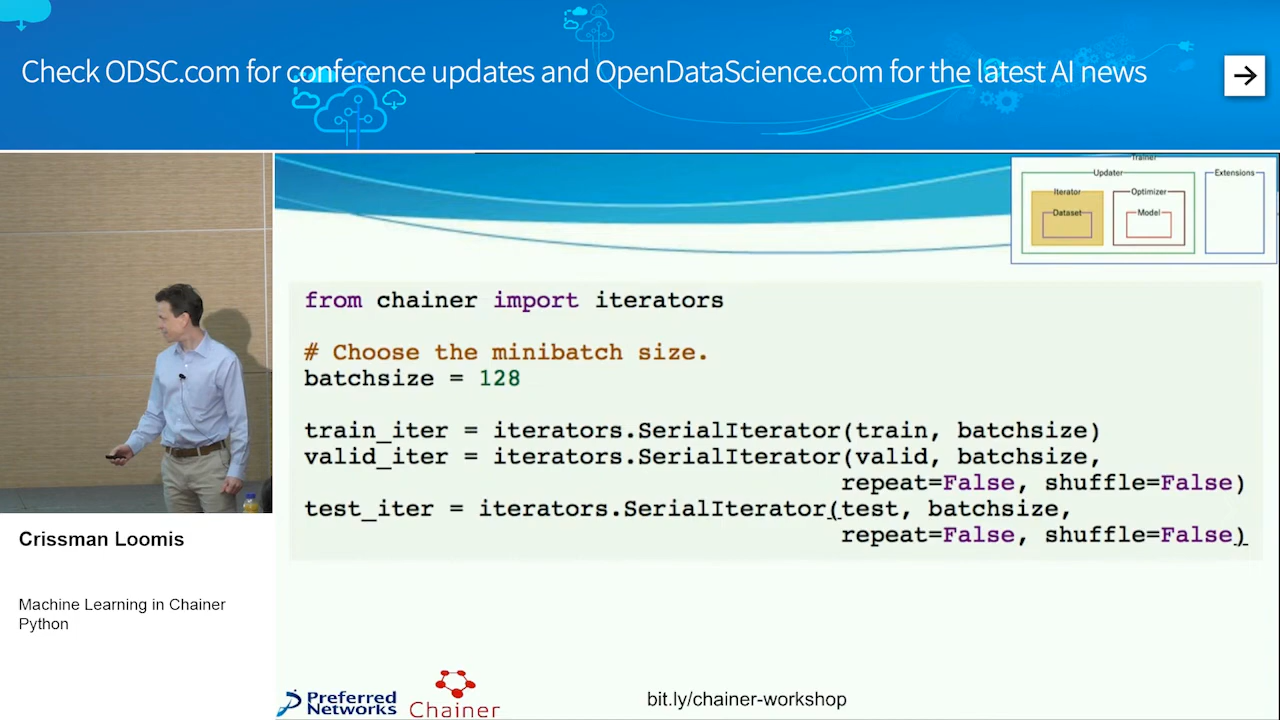 Check ODSC.com for conference updates and OpenDataScience.com for the latest AI news
Trainer
Updater
Extensions
Iterator
Optimizer
Dataset
Model
from chainer import iterators
# Choose the minibatch size.
batchsize = 128
train_iter = iterators.SerialIterator(train, batchsize)
valid_iter = iterators.SerialIterator(valid, batchsize,
repeat=False, shuffle=False)
test_iter = iterators.SerialIterator(test, batchsize,
repeat=False, shuffle=False)
Crissman Loomis
Machine Learning in Chainer
Python
Preferred
Networks
Chainer
bit.ly/chainer-workshop